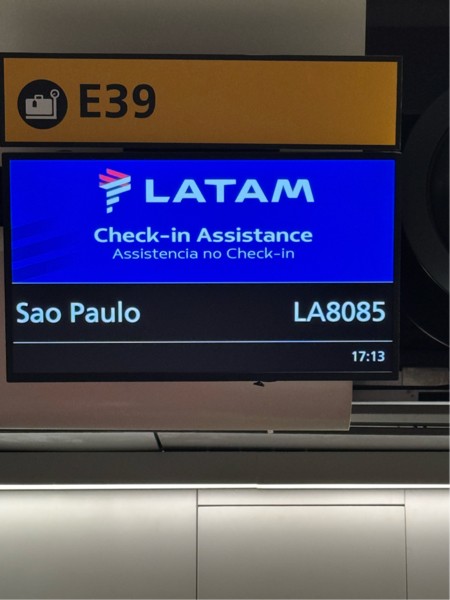 E39
LATAM
Check-in Assistance
Assistencia no Check-In
Sao Paulo LA8085
17:13